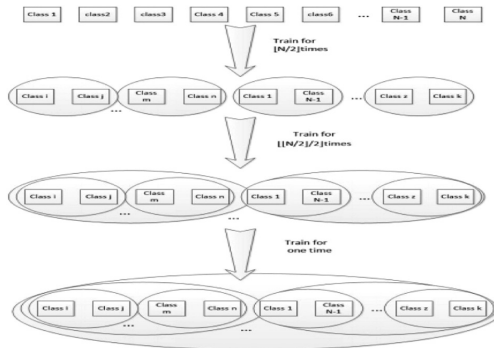 Class 1 class2 class3 Class 4 Class 5 class6 ... Class N-1 Class N
Train for
⌊N/2⌋times
Class i Class j Class m Class n Class 1 Class N-1 ... Class z Class k
...
Train for
⌊⌊N/2⌋/2⌋times
Class i Class j Class m Class n Class 1 Class N-1 ... Class z Class k
... ...
Train for
one time
Class i Class j Class m Class n Class 1 Class N-1 ... Class z Class k
... ...